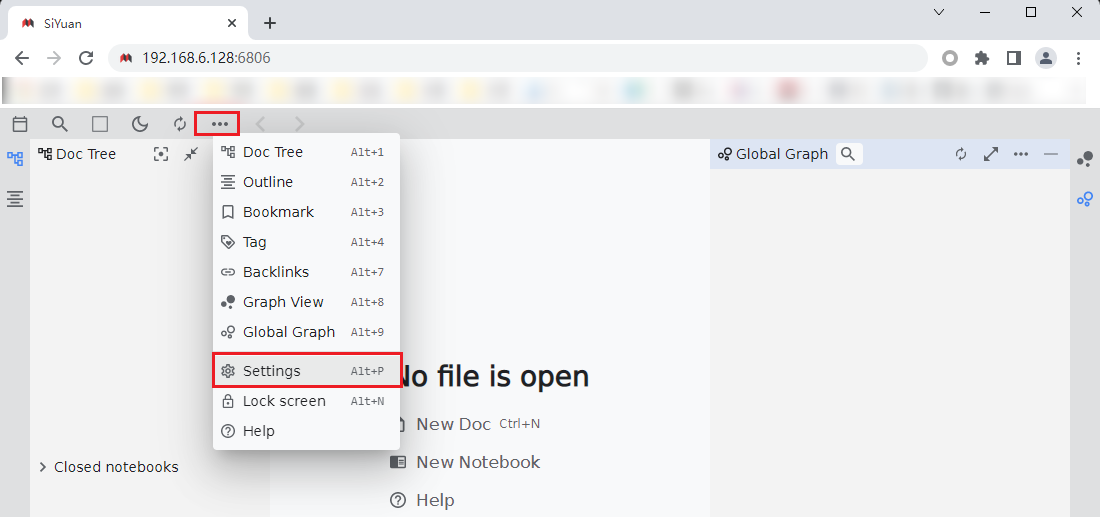 SiYuan
192.168.6.128:6806
Doc Tree
Doc Tree Alt+1
Outline Alt+2
Bookmark Alt+3
Tag Alt+4
Backlinks Alt+7
Graph View Alt+8
Global Graph Alt+9
Settings Alt+P
Lock screen Alt+N
Help
Closed notebooks
No file is open
New Doc Ctrl+N
New Notebook
Help
Global Graph